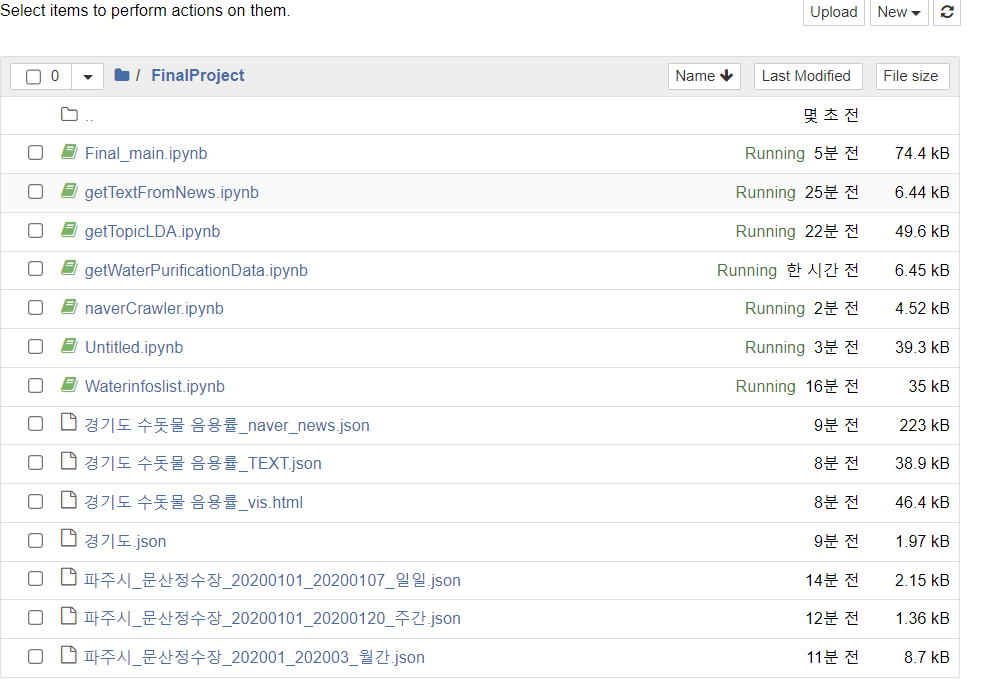 Select items to perform actions on them.
Upload New
0 / FinalProject Name Last Modified File size
.. 몇 초 전
Final_main.ipynb Running 5분 전 74.4 kB
getTextFromNews.ipynb Running 25분 전 6.44 kB
getTopicLDA.ipynb Running 22분 전 49.6 kB
getWaterPurificationData.ipynb Running 한 시간 전 6.45 kB
naverCrawler.ipynb Running 2분 전 4.52 kB
Untitled.ipynb Running 3분 전 39.3 kB
Waterinfoslist.ipynb Running 16분 전 35 kB
경기도 수돗물 음용률_naver_news.json 9분 전 223 kB
경기도 수돗물 음용률_TEXT.json 8분 전 38.9 kB
경기도 수돗물 음용률_vis.html 8분 전 46.4 kB
경기도.json 9분 전 1.97 kB
파주시_문산정수장_20200101_20200107_일일.json 14분 전 2.15 kB
파주시_문산정수장_20200101_20200120_주간.json 12분 전 1.36 kB
파주시_문산정수장_202001_202003_월간.json 11분 전 8.7 kB